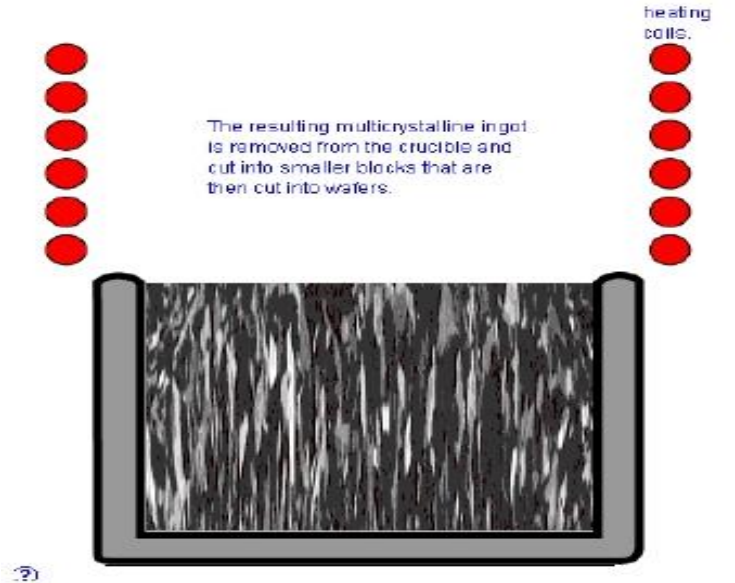 heating
coils.
The resulting multicrystalline ingot
is removed from the crucible and
cut into smaller blocks that are
then cut into wafers.
(?)